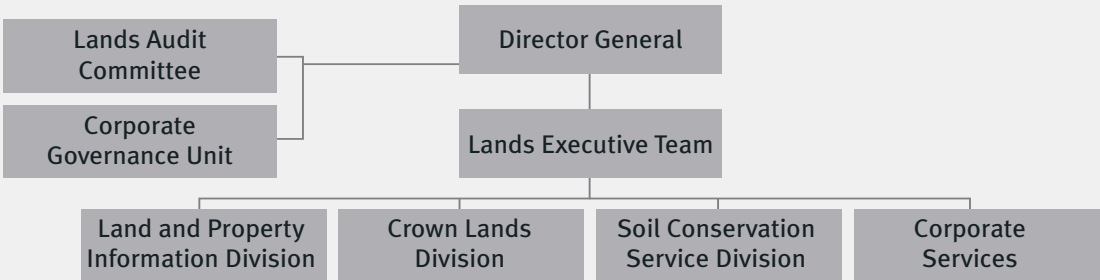 Lands Audit
Committee
Director General
Corporate
Governance Unit
Lands Executive Team
Land and Property
Information Division
Crown Lands
Division
Soil Conservation
Service Division
Corporate
Services